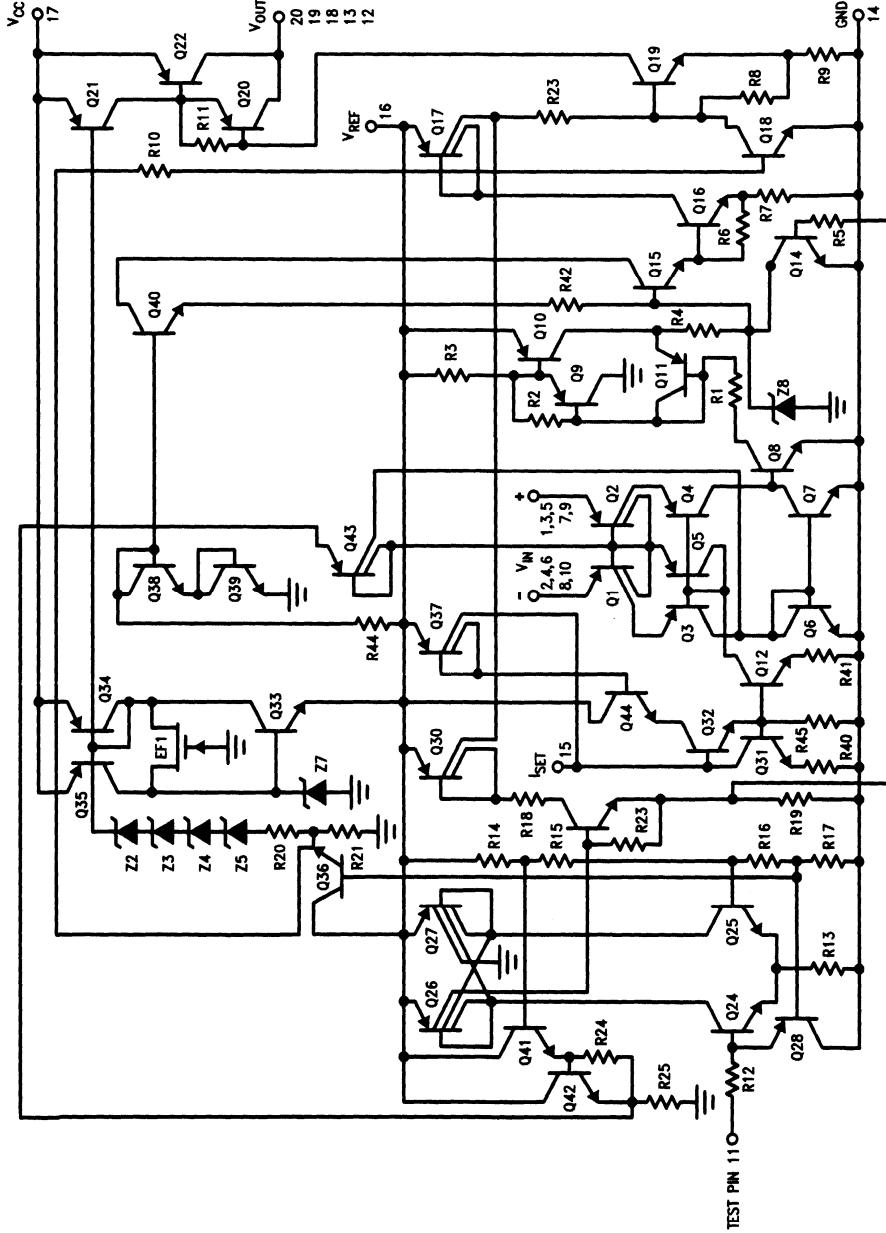 VCC
17
VOUT
20
19
18
13
12
GND
14
Q21
Q22
R11
Q20
R10
Q19
R8
R9
VREF
16
Q17
R23
Q18
Q16
R7
R6
Q15
R5
Q14
Q40
R42
R3
Q10
R4
Q9
R2
Q11
R1
Z8
Q8
Q43
+
1,3,5
7,9
Q2
Q4
Q7
VIN
Q5
-
2,4,6
8,10
Q1
Q3
Q6
Q38
Q39
R44
Q37
Q12
R41
Q34
Q33
Q44
Q32
R45
EF1
Q35
Z7
Q30
ISET
15
Q31
R40
R18
R23
R19
Z2
Z3
Z4
Z5
R20
R21
Q36
R14
R15
R16
R17
Q27
Q25
Q26
R13
Q24
Q41
R24
Q28
Q42
R25
R12
TEST PIN 11